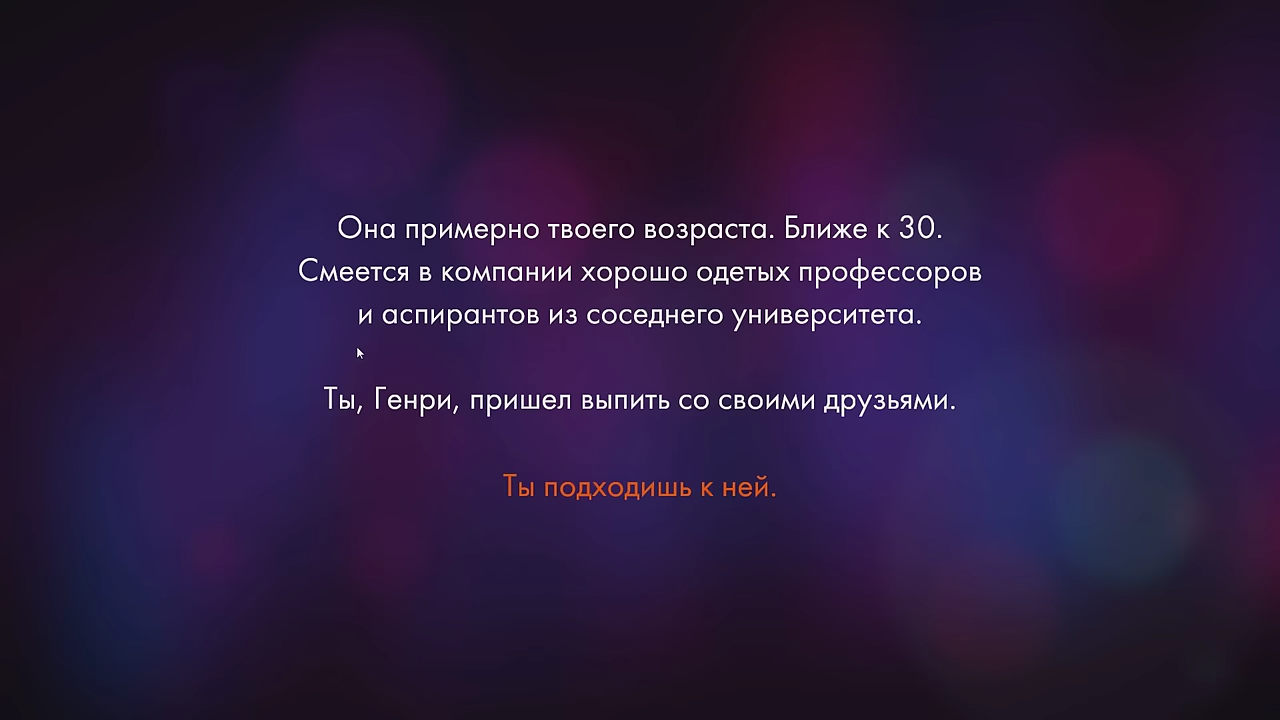 Она примерно твоего возраста. Ближе к 30.
Смеется в компании хорошо одетых профессоров
и аспирантов из соседнего университета.
Ты, Генри, пришел выпить со своими друзьями.
Ты подходишь к ней.